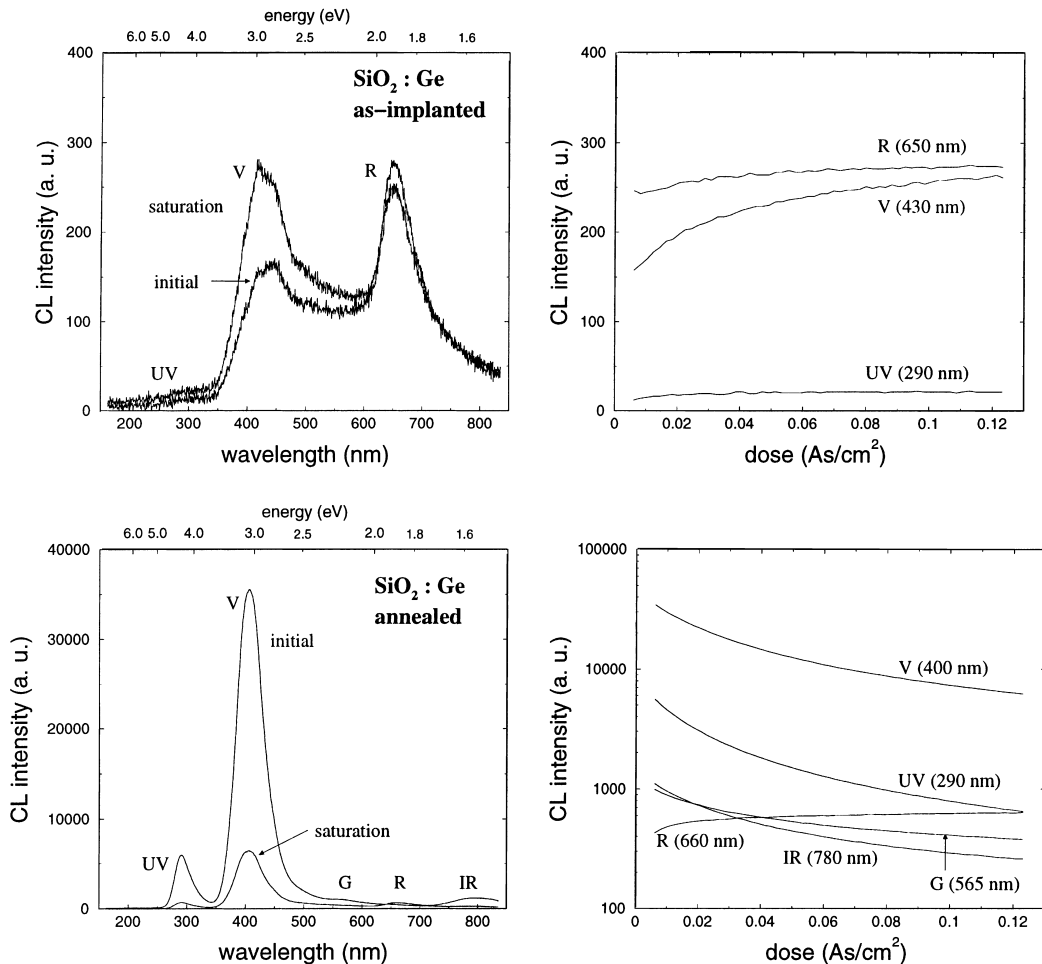 energy (eV)
6.0 5.0 4.0 3.0 2.5 2.0 1.8 1.6
400
300
200
100
0
CL intensity (a. u.)
SiO2 : Ge
as−implanted
V
R
saturation
initial
UV
200 300 400 500 600 700 800
wavelength (nm)
400
300
200
100
0
CL intensity (a. u.)
R (650 nm)
V (430 nm)
UV (290 nm)
0 0.02 0.04 0.06 0.08 0.1 0.12
dose (As/cm2)
energy (eV)
6.0 5.0 4.0 3.0 2.5 2.0 1.8 1.6
40000
30000
20000
10000
0
CL intensity (a. u.)
SiO2 : Ge
annealed
V
initial
saturation
UV
G R IR
200 300 400 500 600 700 800
wavelength (nm)
100000
10000
1000
100
CL intensity (a. u.)
V (400 nm)
UV (290 nm)
R (660 nm)
IR (780 nm)
G (565 nm)
0 0.02 0.04 0.06 0.08 0.1 0.12
dose (As/cm2)